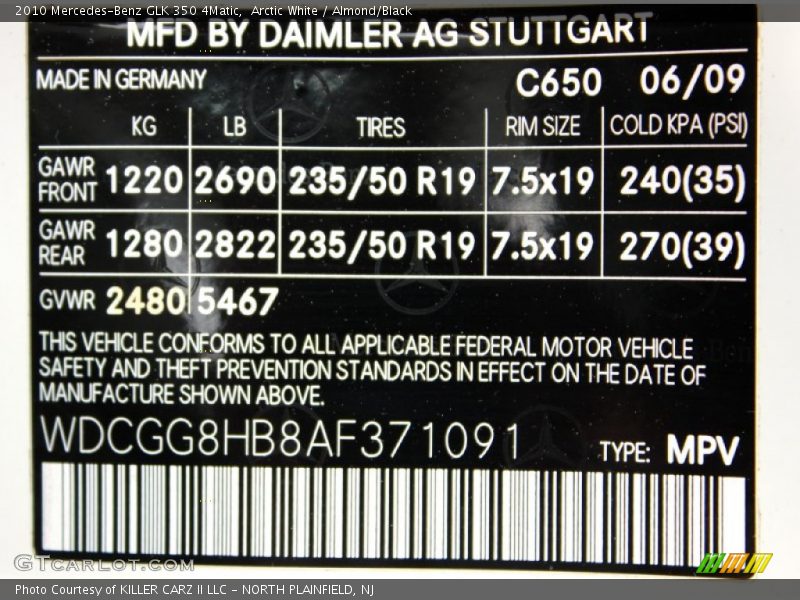 2010 Mercedes-Benz GLK 350 4Matic, Arctic White / Almond/Black
MFD BY DAIMLER AG STUTTGART
MADE IN GERMANY C650 06/09
KG LB TIRES RIM SIZE COLD KPA (PSI)
GAWR FRONT 1220 2690 235/50 R19 7.5x19 240(35)
GAWR REAR 1280 2822 235/50 R19 7.5x19 270(39)
GVWR 2480 5467
THIS VEHICLE CONFORMS TO ALL APPLICABLE FEDERAL MOTOR VEHICLE
SAFETY AND THEFT PREVENTION STANDARDS IN EFFECT ON THE DATE OF
MANUFACTURE SHOWN ABOVE.
WDCGG8HB8AF371091 TYPE: MPV
GTcarlot.com
Photo Courtesy of KILLER CARZ II LLC - NORTH PLAINFIELD, NJ